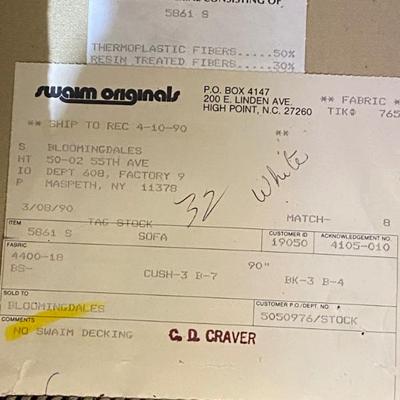 CONSISTING OF
5861 S
THERMOPLASTIC FIBERS.....50%
RESIN TREATED FIBERS.....30%
swaim originals
P.O. BOX 4147
200 E. LINDEN AVE.
HIGH POINT, N.C. 27260
** FABRIC *
TIK# 765
** SHIP TO REC 4-10-90 **
S BLOOMINGDALES
HT 50-02 55TH AVE
IO DEPT 608, FACTORY 9
P MASPETH, NY 11378
32 White
3/08/90
MATCH- 8
TAG STOCK
ITEM
5861 S SOFA
CUSTOMER ID
19050
ACKNOWLEDGEMENT NO.
4105-010
FABRIC
4400-18 90"
BS- CUSH-3 B-7 BK-3 B-4
SOLD TO
BLOOMINGDALES
CUSTOMER P.O./DEPT. NO.
5050976/STOCK
COMMENTS
NO SWAIM DECKING
C. D. CRAVER